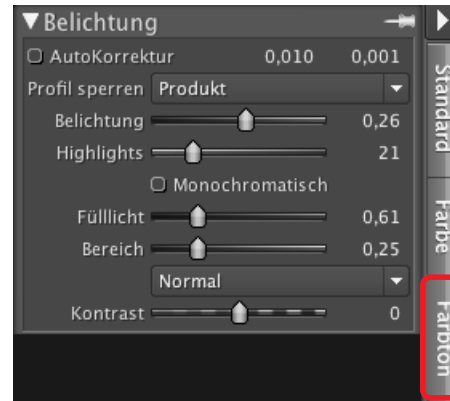 Belichtung
AutoKorrektur 0,010 0,001
Profil sperren Produkt
Belichtung 0,26
Highlights 21
Monochromatisch
Fülllicht 0,61
Bereich 0,25
Normal
Kontrast 0
Standard
Farbe
Farbton